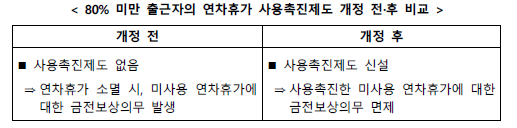 < 80% 미만 출근자의 연차휴가 사용촉진제도 개정 전·후 비교 >
개정 전
개정 후
■ 사용촉진제도 없음
⇒ 연차휴가 소멸 시, 미사용 연차휴가에
대한 금전보상의무 발생
■ 사용촉진제도 신설
⇒ 사용촉진한 미사용 연차휴가에 대한
금전보상의무 면제